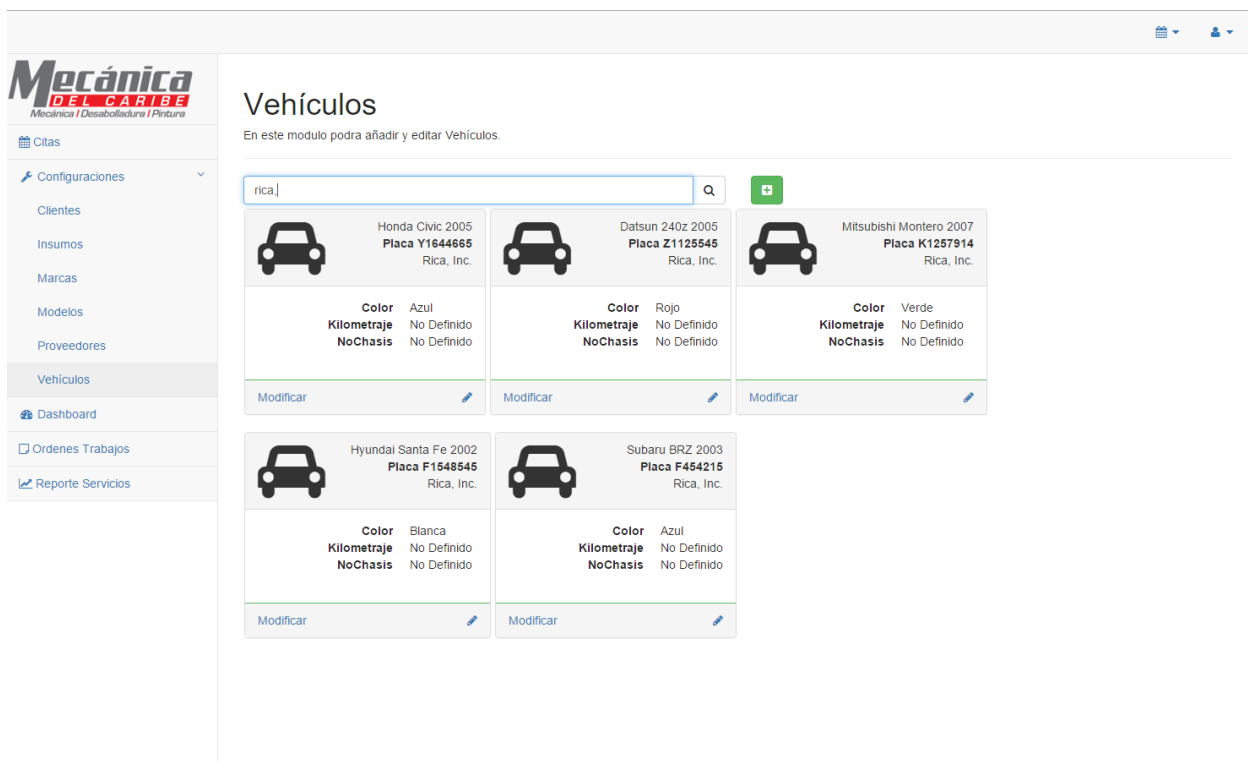 Mecánica
DEL CARIBE
Mecánica I Desabolladura I Pintura
Citas
Configuraciones
Clientes
Insumos
Marcas
Modelos
Proveedores
Vehículos
Dashboard
Ordenes Trabajos
Reporte Servicios
Vehículos
En este modulo podra añadir y editar Vehículos.
rica,
Honda Civic 2005
Placa Y1644665
Rica, Inc.
Color Azul
Kilometraje No Definido
NoChasis No Definido
Modificar
Datsun 240z 2005
Placa Z1125545
Rica, Inc.
Color Rojo
Kilometraje No Definido
NoChasis No Definido
Modificar
Mitsubishi Montero 2007
Placa K1257914
Rica, Inc.
Color Verde
Kilometraje No Definido
NoChasis No Definido
Modificar
Hyundai Santa Fe 2002
Placa F1548545
Rica, Inc.
Color Blanca
Kilometraje No Definido
NoChasis No Definido
Modificar
Subaru BRZ 2003
Placa F454215
Rica, Inc.
Color Azul
Kilometraje No Definido
NoChasis No Definido
Modificar